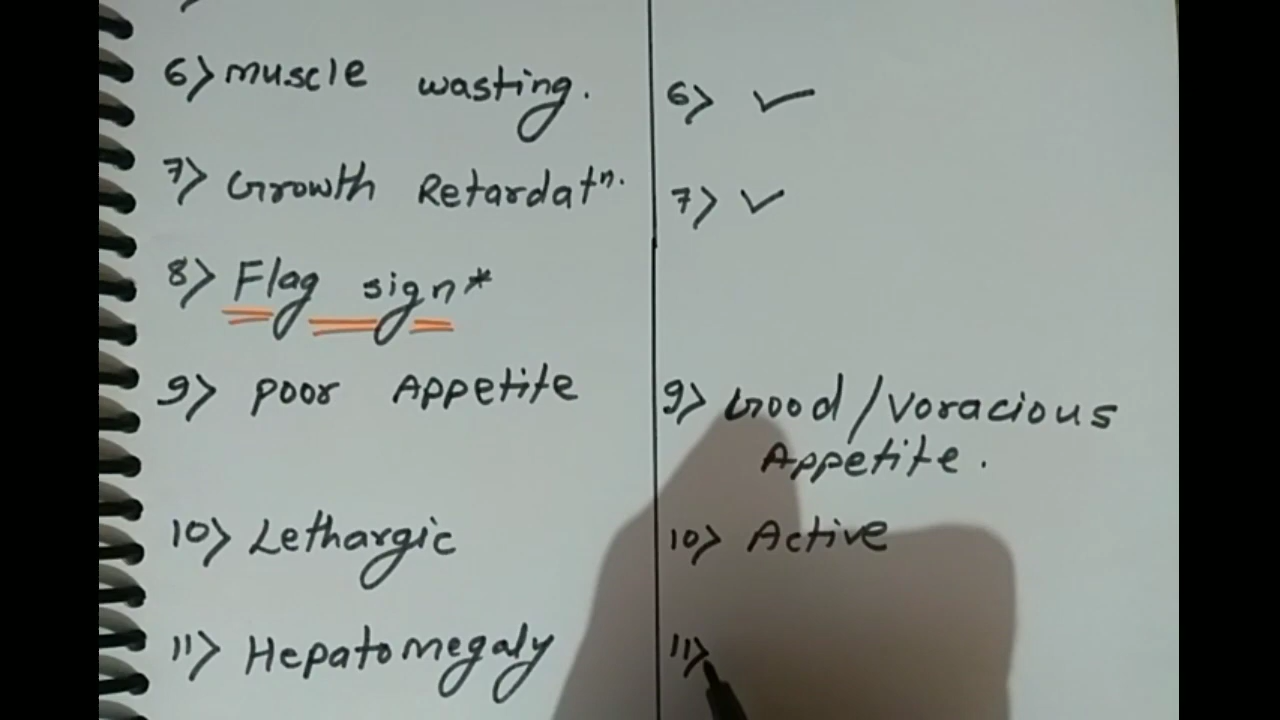 6) muscle wasting.
6) ✓
7) Growth Retardatⁿ.
7) ✓
8) Flag sign*
9) Poor Appetite
9) Good/Voracious
Appetite.
10) Lethargic
10) Active
11) Hepatomegaly
11)